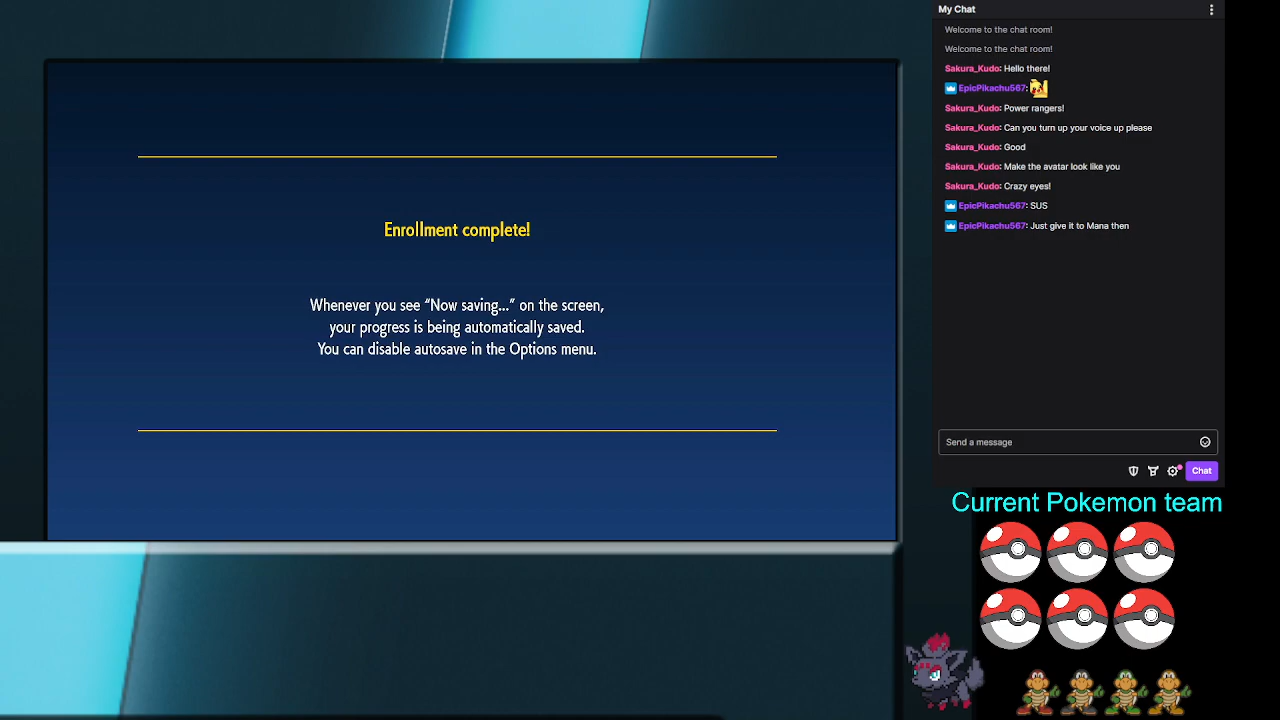 Enrollment complete!
Whenever you see “Now saving...” on the screen,
your progress is being automatically saved.
You can disable autosave in the Options menu.
My Chat
Welcome to the chat room!
Welcome to the chat room!
Sakura_Kudo: Hello there!
EpicPikachu567:
Sakura_Kudo: Power rangers!
Sakura_Kudo: Can you turn up your voice up please
Sakura_Kudo: Good
Sakura_Kudo: Make the avatar look like you
Sakura_Kudo: Crazy eyes!
EpicPikachu567: SUS
EpicPikachu567: Just give it to Mana then
Send a message
Chat
Current Pokemon team